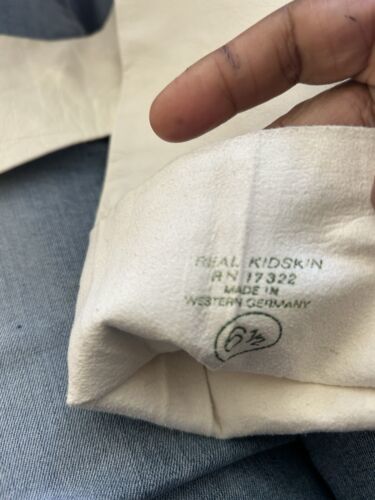 REAL KIDSKIN
RN 17322
MADE IN
WESTERN GERMANY
6½